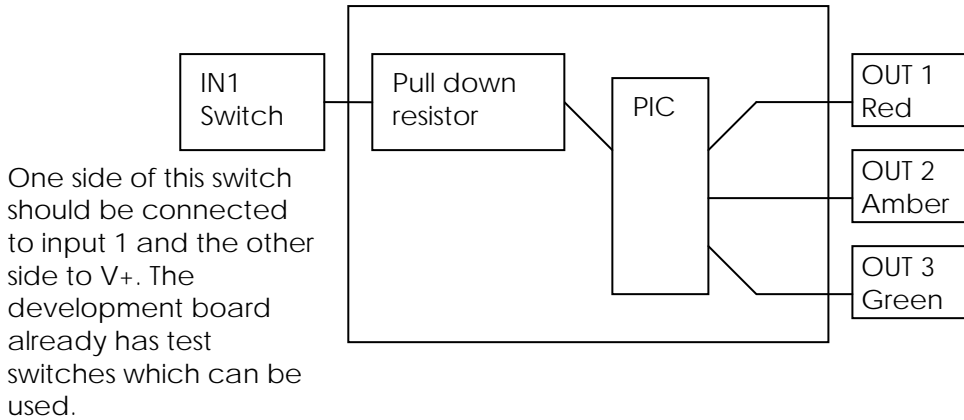 IN1
Switch
Pull down
resistor
PIC
OUT 1
Red
OUT 2
Amber
OUT 3
Green
One side of this switch
should be connected
to input 1 and the other
side to V+. The
development board
already has test
switches which can be
used.